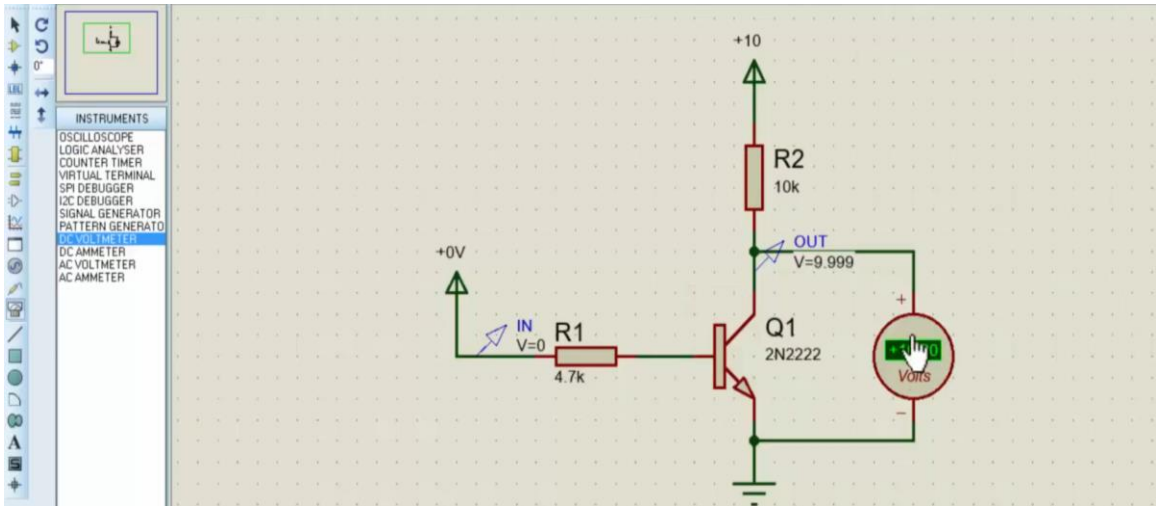 0°
LBL
INSTRUMENTS
OSCILLOSCOPE
LOGIC ANALYSER
COUNTER TIMER
VIRTUAL TERMINAL
SPI DEBUGGER
I2C DEBUGGER
SIGNAL GENERATOR
PATTERN GENERATO
DC VOLTMETER
DC AMMETER
AC VOLTMETER
AC AMMETER
A
S
+10
R2
10k
OUT
V=9.999
+0V
IN
V=0
R1
4.7k
Q1
2N2222
+
Volts
−